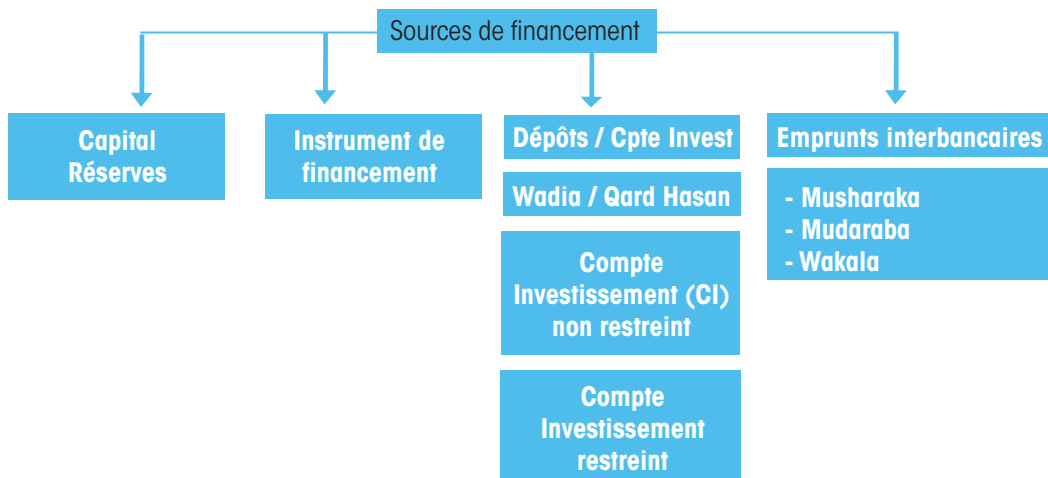 Sources de financement
Capital
Réserves
Instrument de
financement
Dépôts / Cpte Invest
Wadia / Qard Hasan
Compte
Investissement (CI)
non restreint
Compte
Investissement
restreint
Emprunts interbancaires
- Musharaka
- Mudaraba
- Wakala